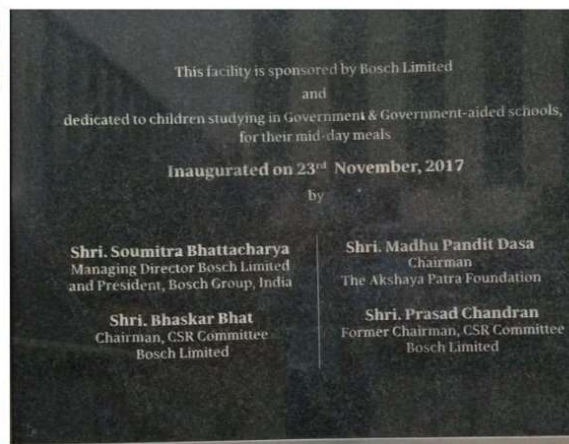 This facility is sponsored by Bosch Limited
and
dedicated to children studying in Government & Government-aided schools,
for their mid-day meals
Inaugurated on 23rd November, 2017
by
Shri. Soumitra Bhattacharya
Managing Director Bosch Limited
and President, Bosch Group, India
Shri. Bhaskar Bhat
Chairman, CSR Committee
Bosch Limited
Shri. Madhu Pandit Dasa
Chairman
The Akshaya Patra Foundation
Shri. Prasad Chandran
Former Chairman, CSR Committee
Bosch Limited